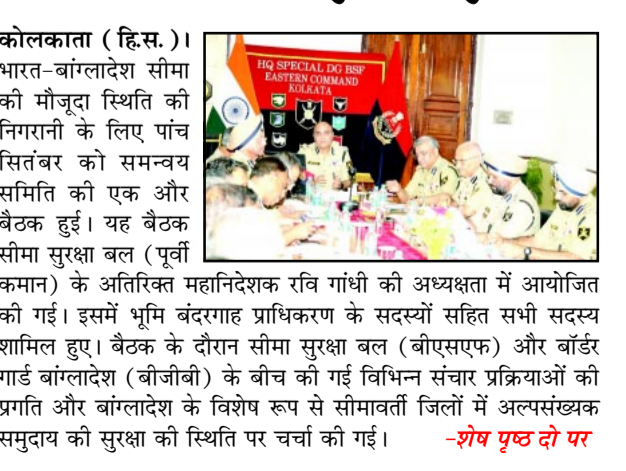 कोलकाता ( हि.स. )।
भारत-बांग्लादेश सीमा
की मौजूदा स्थिति की
निगरानी के लिए पांच
सितंबर को समन्वय
समिति की एक और
बैठक हुई। यह बैठक
सीमा सुरक्षा बल (पूर्वी
HQ SPECIAL DG BSF
EASTERN COMMAND
KOLKATA
कमान) के अतिरिक्त महानिदेशक रवि गांधी की अध्यक्षता में आयोजित
की गई। इसमें भूमि बंदरगाह प्राधिकरण के सदस्यों सहित सभी सदस्य
शामिल हुए। बैठक के दौरान सीमा सुरक्षा बल (बीएसएफ) और बॉर्डर
गार्ड बांग्लादेश (बीजीबी) के बीच की गई विभिन्न संचार प्रक्रियाओं की
प्रगति और बांग्लादेश के विशेष रूप से सीमावर्ती जिलों में अल्पसंख्यक
समुदाय की सुरक्षा की स्थिति पर चर्चा की गई। -शेष पृष्ठ दो पर